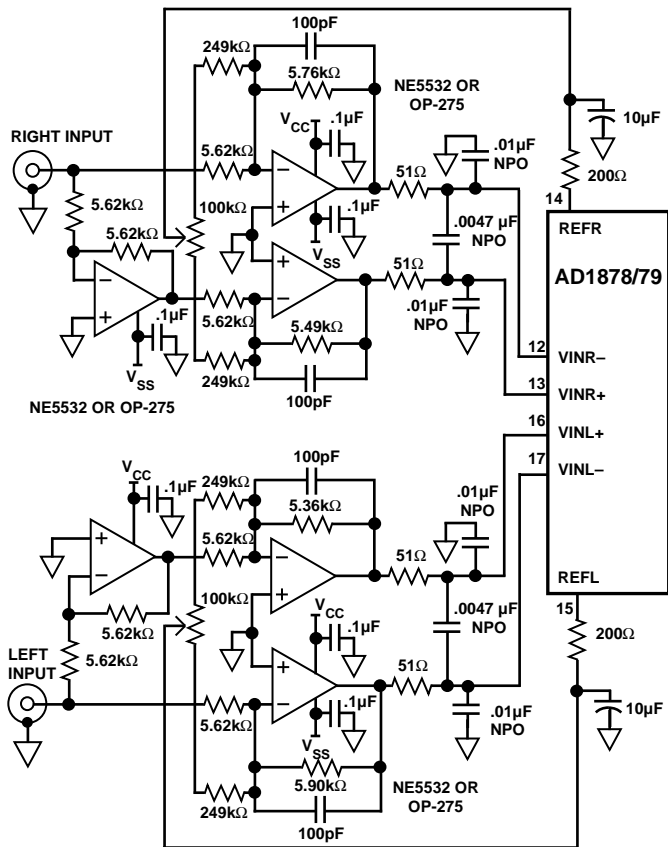 100pF
249kΩ
5.76kΩ
NE5532 OR
OP-275
10µF
RIGHT INPUT
VCC
.1µF
.01µF
NPO
5.62kΩ
51Ω
200Ω
14
5.62kΩ
100kΩ
.1µF
REFR
5.62kΩ
.0047 µF
NPO
AD1878/79
VSS
51Ω
.1µF
5.62kΩ
.01µF
NPO
12
VINR–
5.49kΩ
VSS
249kΩ
13
VINR+
NE5532 OR OP-275
100pF
16
VINL+
100pF
17
VINL–
VCC
.1µF
249kΩ
5.36kΩ
.01µF
NPO
5.62kΩ
51Ω
REFL
100kΩ
15
VCC
.0047 µF
NPO
5.62kΩ
.1µF
200Ω
LEFT
INPUT
5.62kΩ
51Ω
5.62kΩ
.1µF
.01µF
NPO
10µF
VSS
5.90kΩ
NE5532 OR
OP-275
249kΩ
100pF